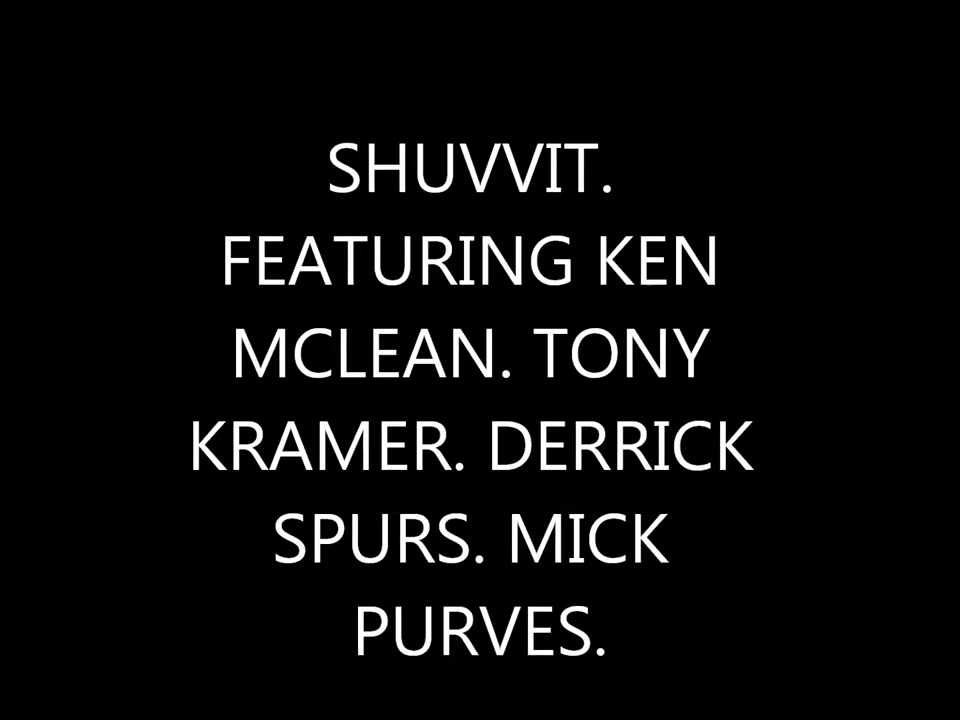 SHUVVIT.
FEATURING KEN
MCLEAN. TONY
KRAMER. DERRICK
SPURS. MICK
PURVES.